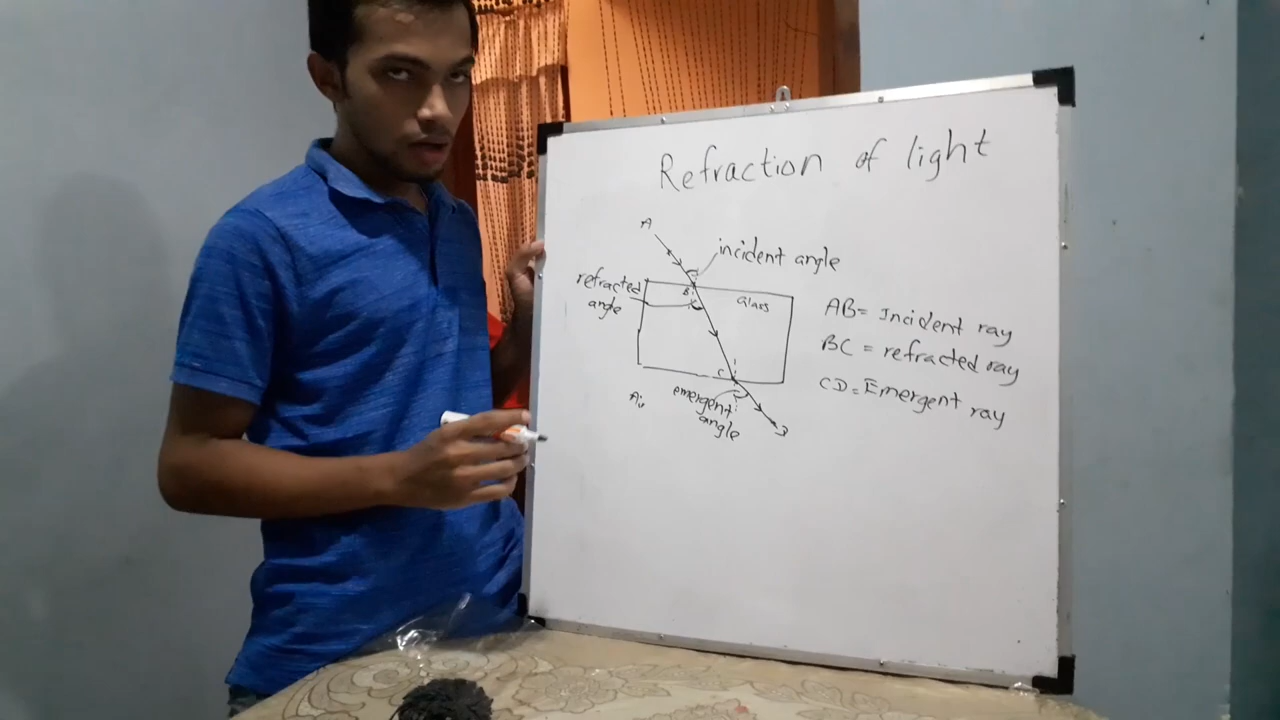 Refraction of light
A
incident angle
refracted
angle
B
Glass
AB = Incident ray
BC = refracted ray
CD = Emergent ray
C
Air
emergent
angle
D